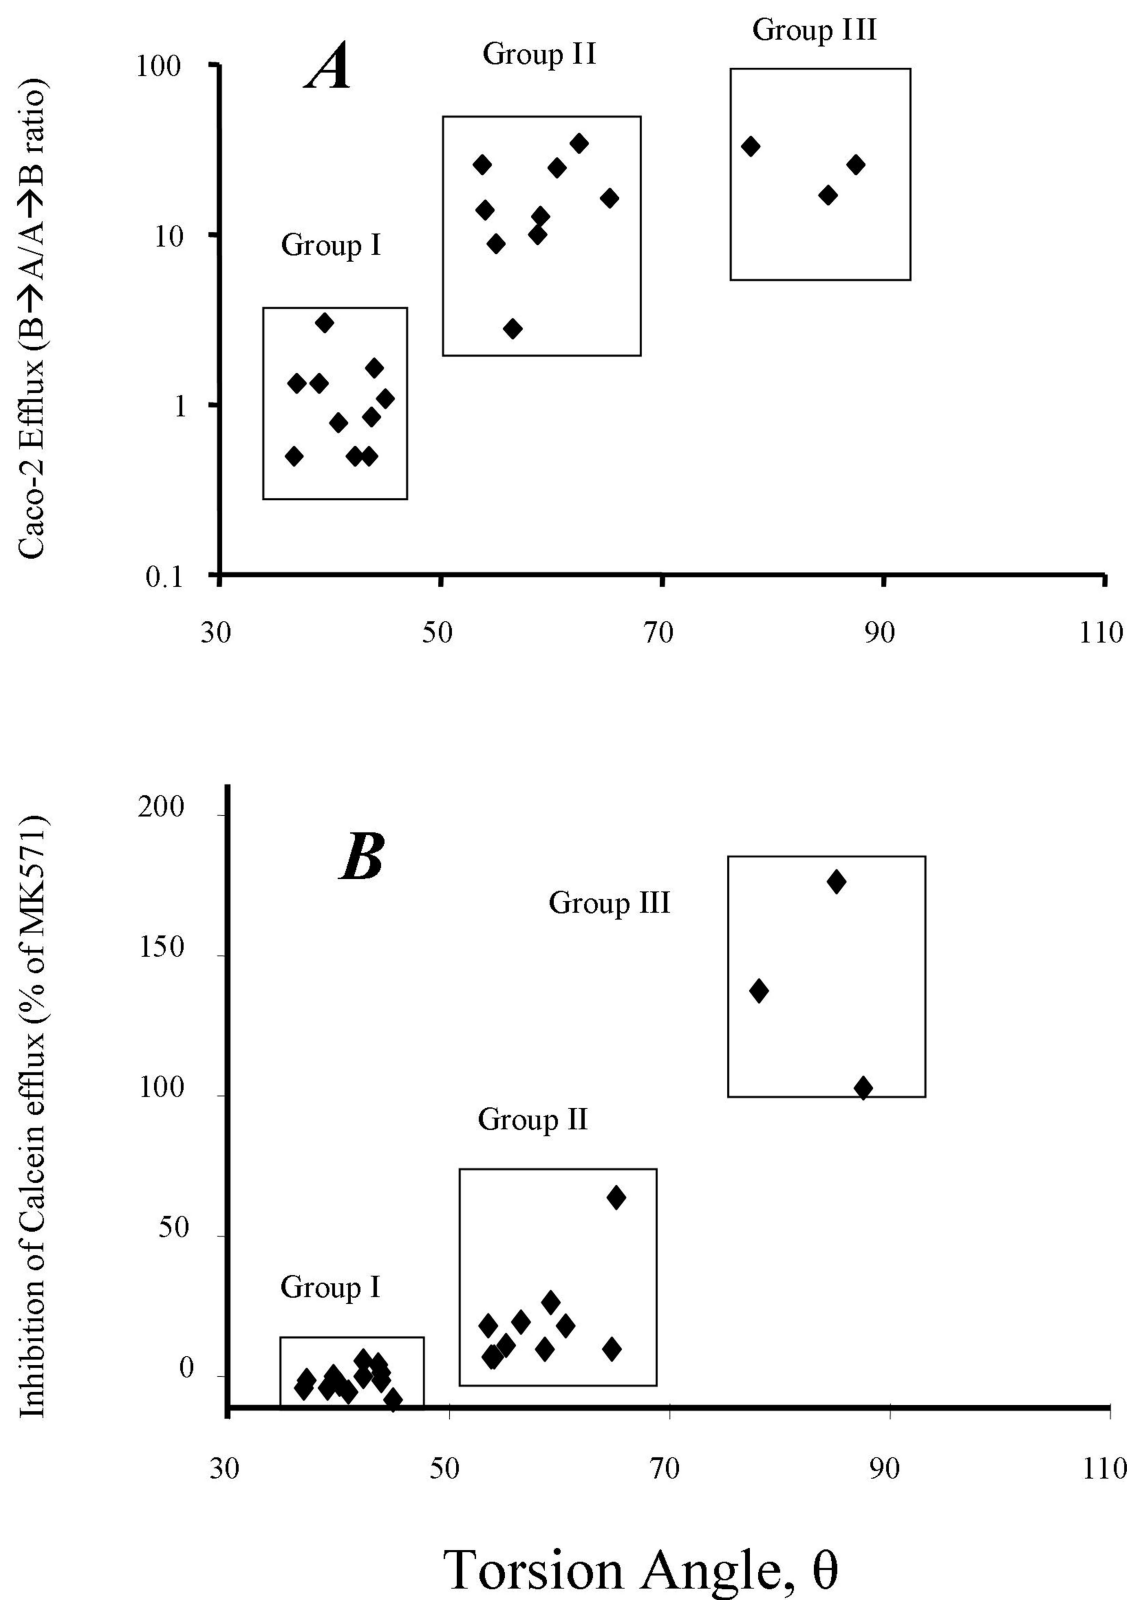 Group III
A
Group II
100
Caco-2 Efflux (B→A/A→B ratio)
10
Group I
1
0.1
30 50 70 90 110
200
B
Group III
150
Inhibition of Calcein efflux (% of MK571)
100
Group II
50
Group I
0
30 50 70 90 110
Torsion Angle, θ